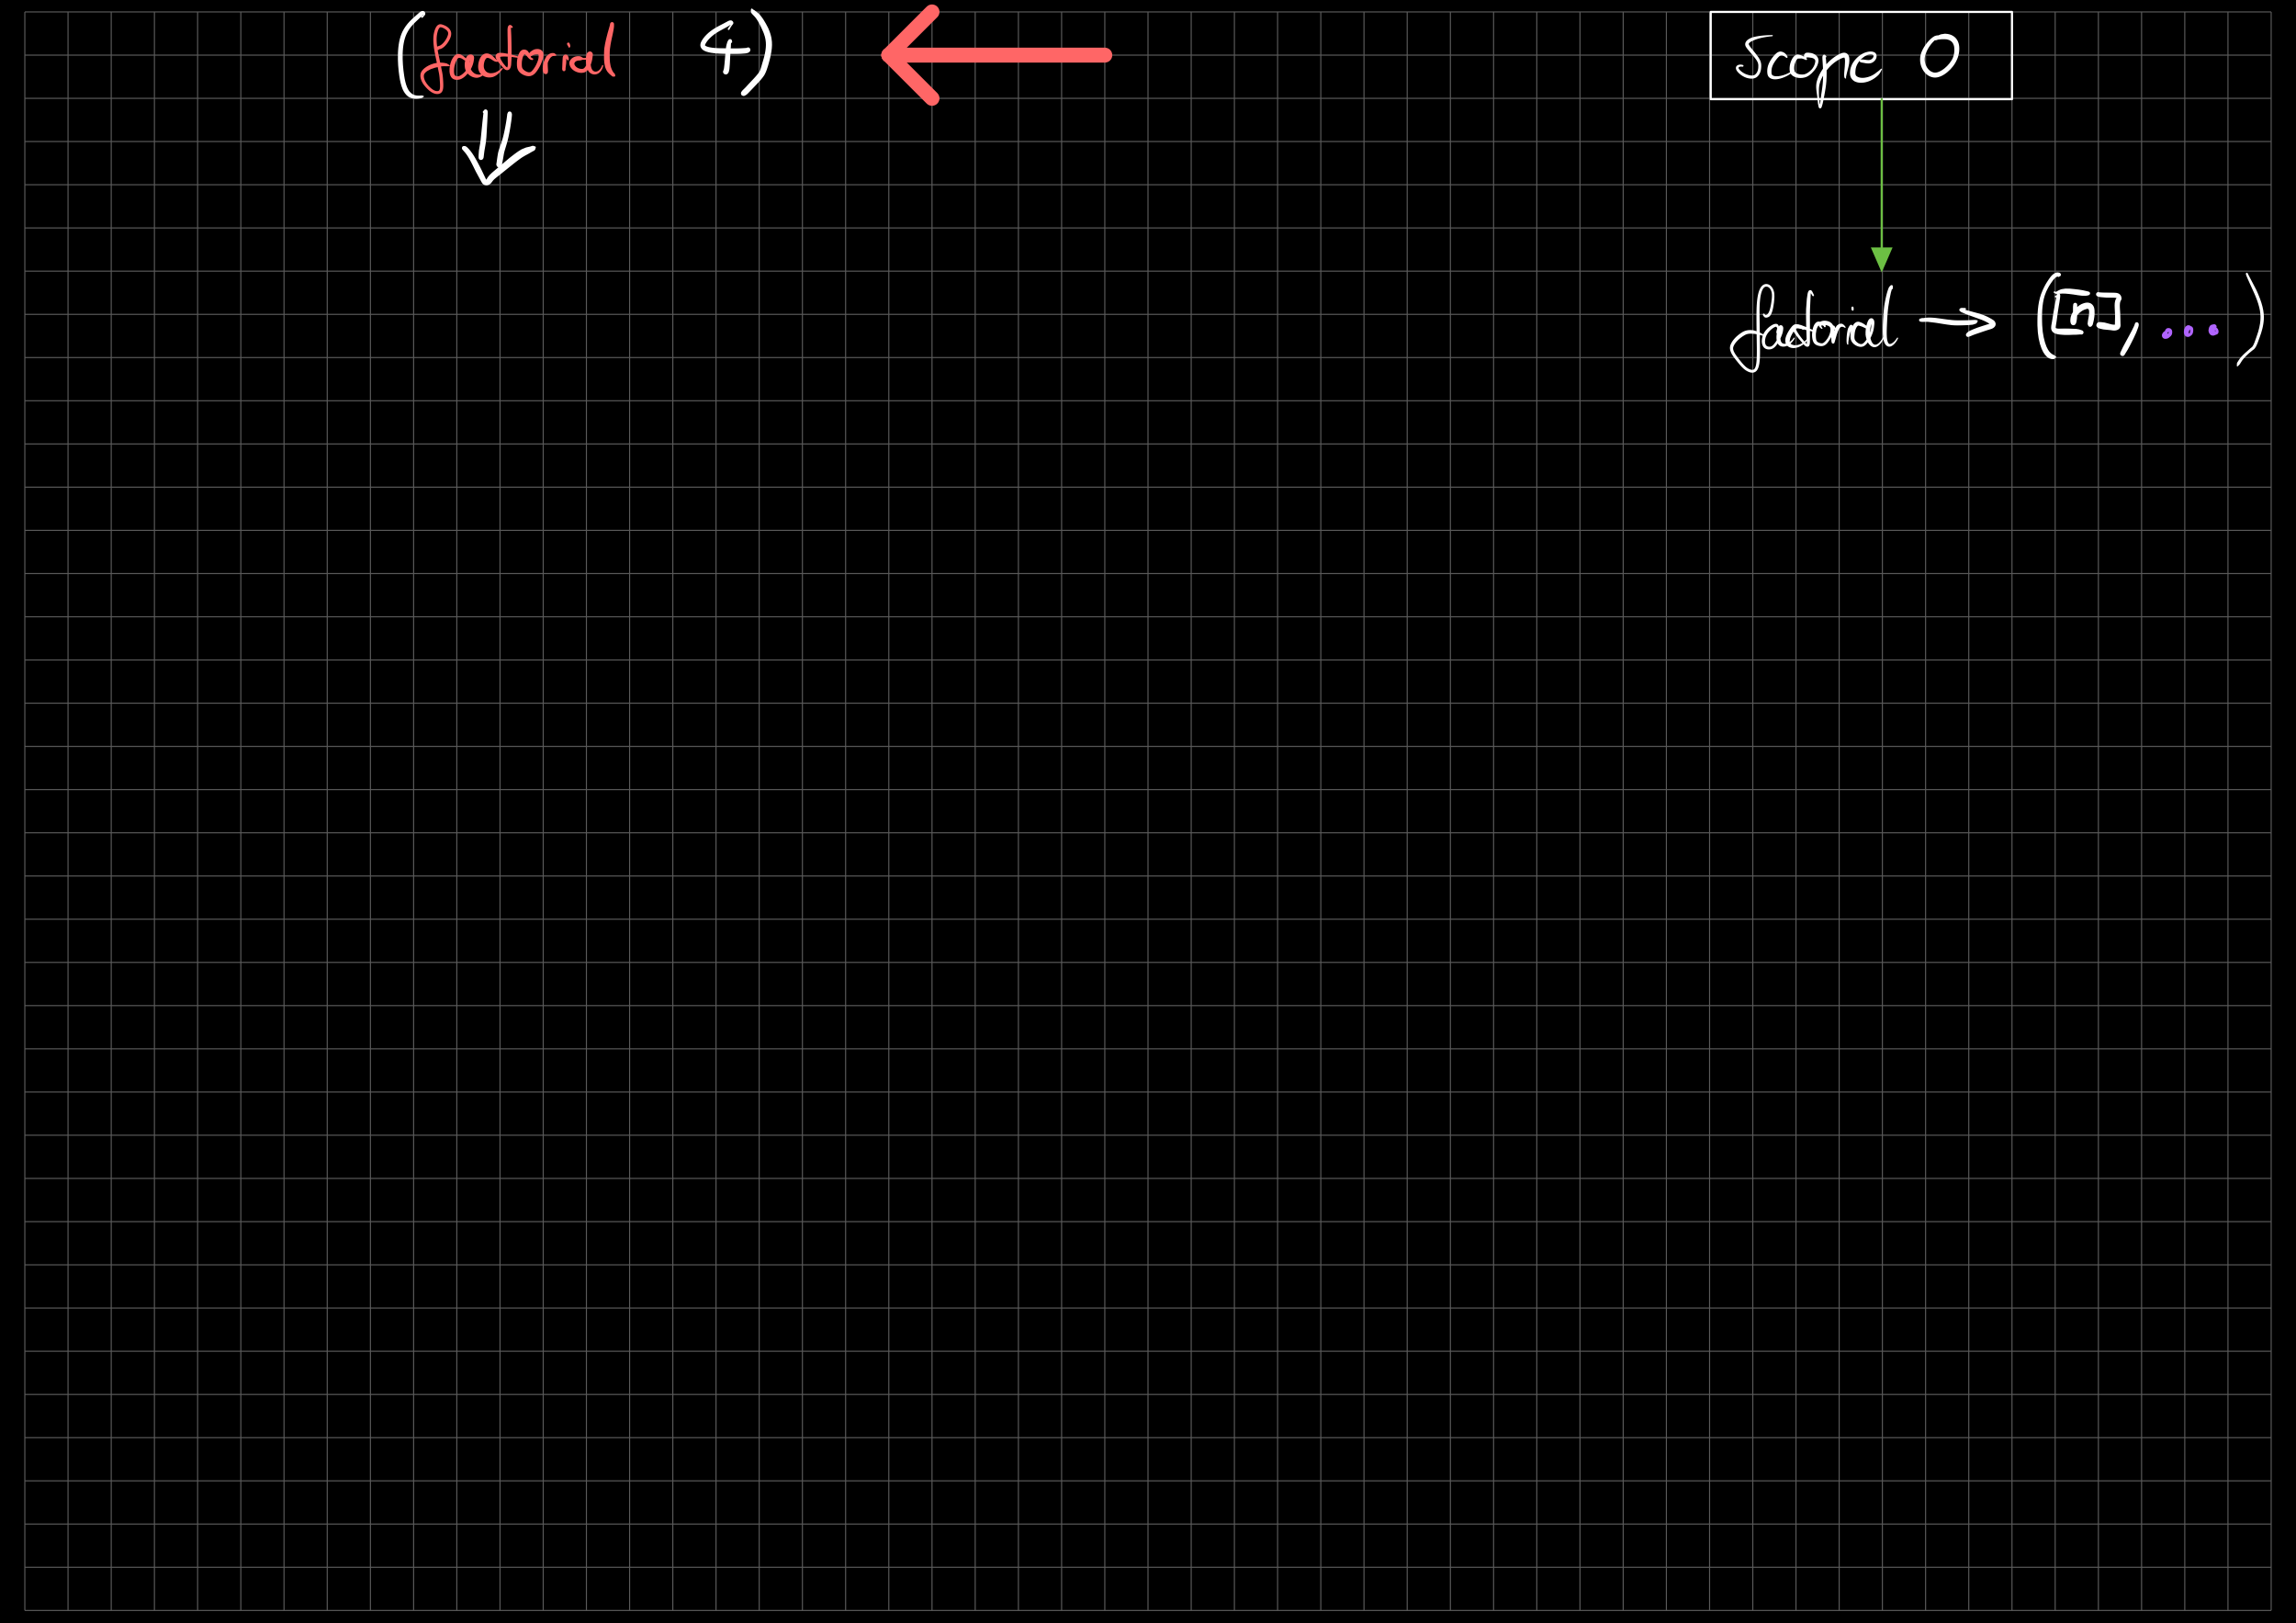 (factorial 4)
Scope 0
factorial → ([n], ...)